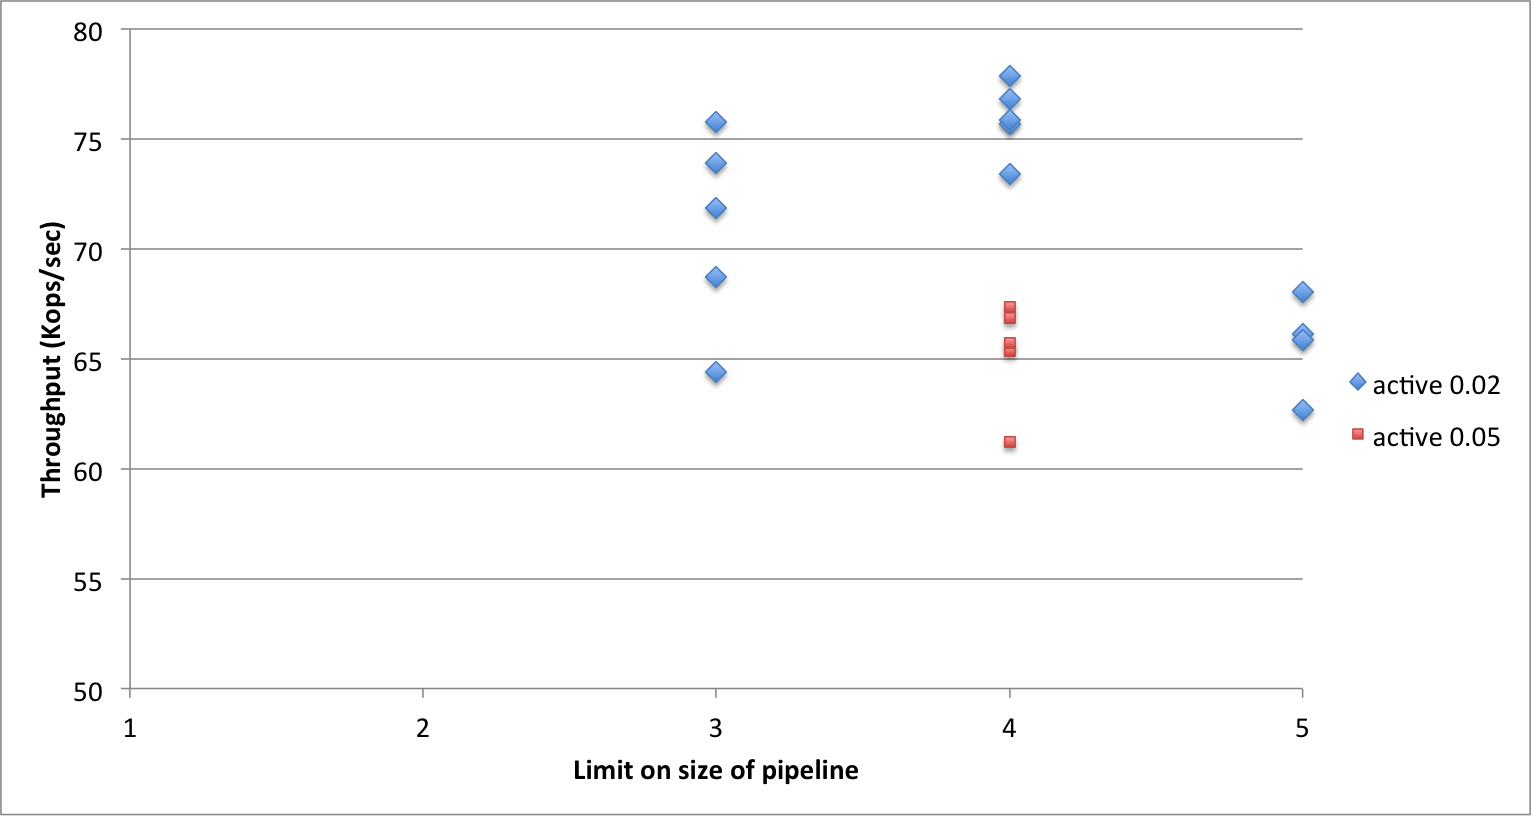 80
75
70
65
60
55
50
Throughput (Kops/sec)
1 2 3 4 5
Limit on size of pipeline
active 0.02
active 0.05